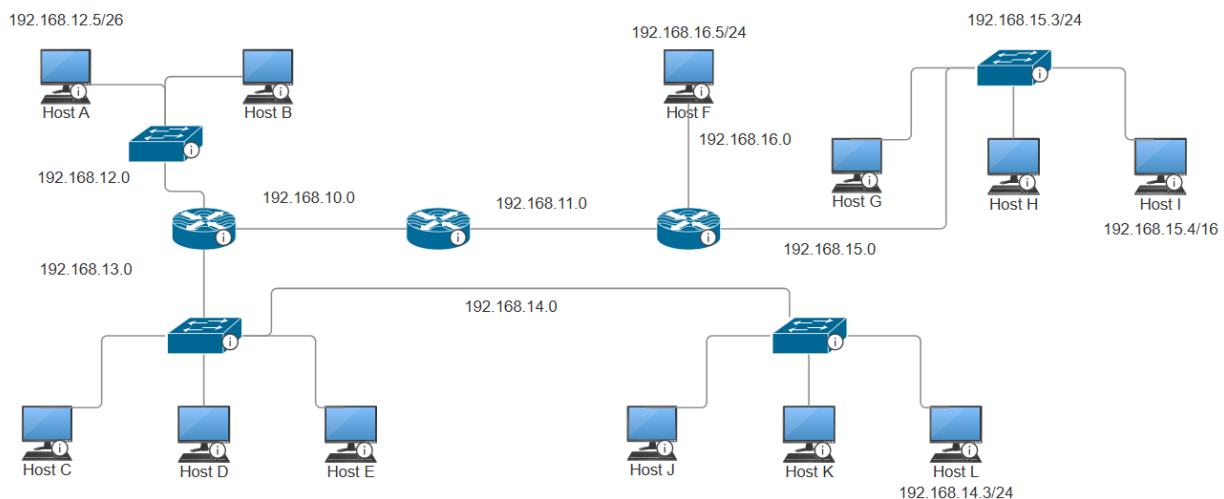 192.168.12.5/26
192.168.16.5/24
192.168.15.3/24
Host A
Host B
Host F
192.168.16.0
192.168.12.0
192.168.10.0
192.168.11.0
Host G
Host H
Host I
192.168.15.4/16
192.168.15.0
192.168.13.0
192.168.14.0
Host C
Host D
Host E
Host J
Host K
Host L
192.168.14.3/24